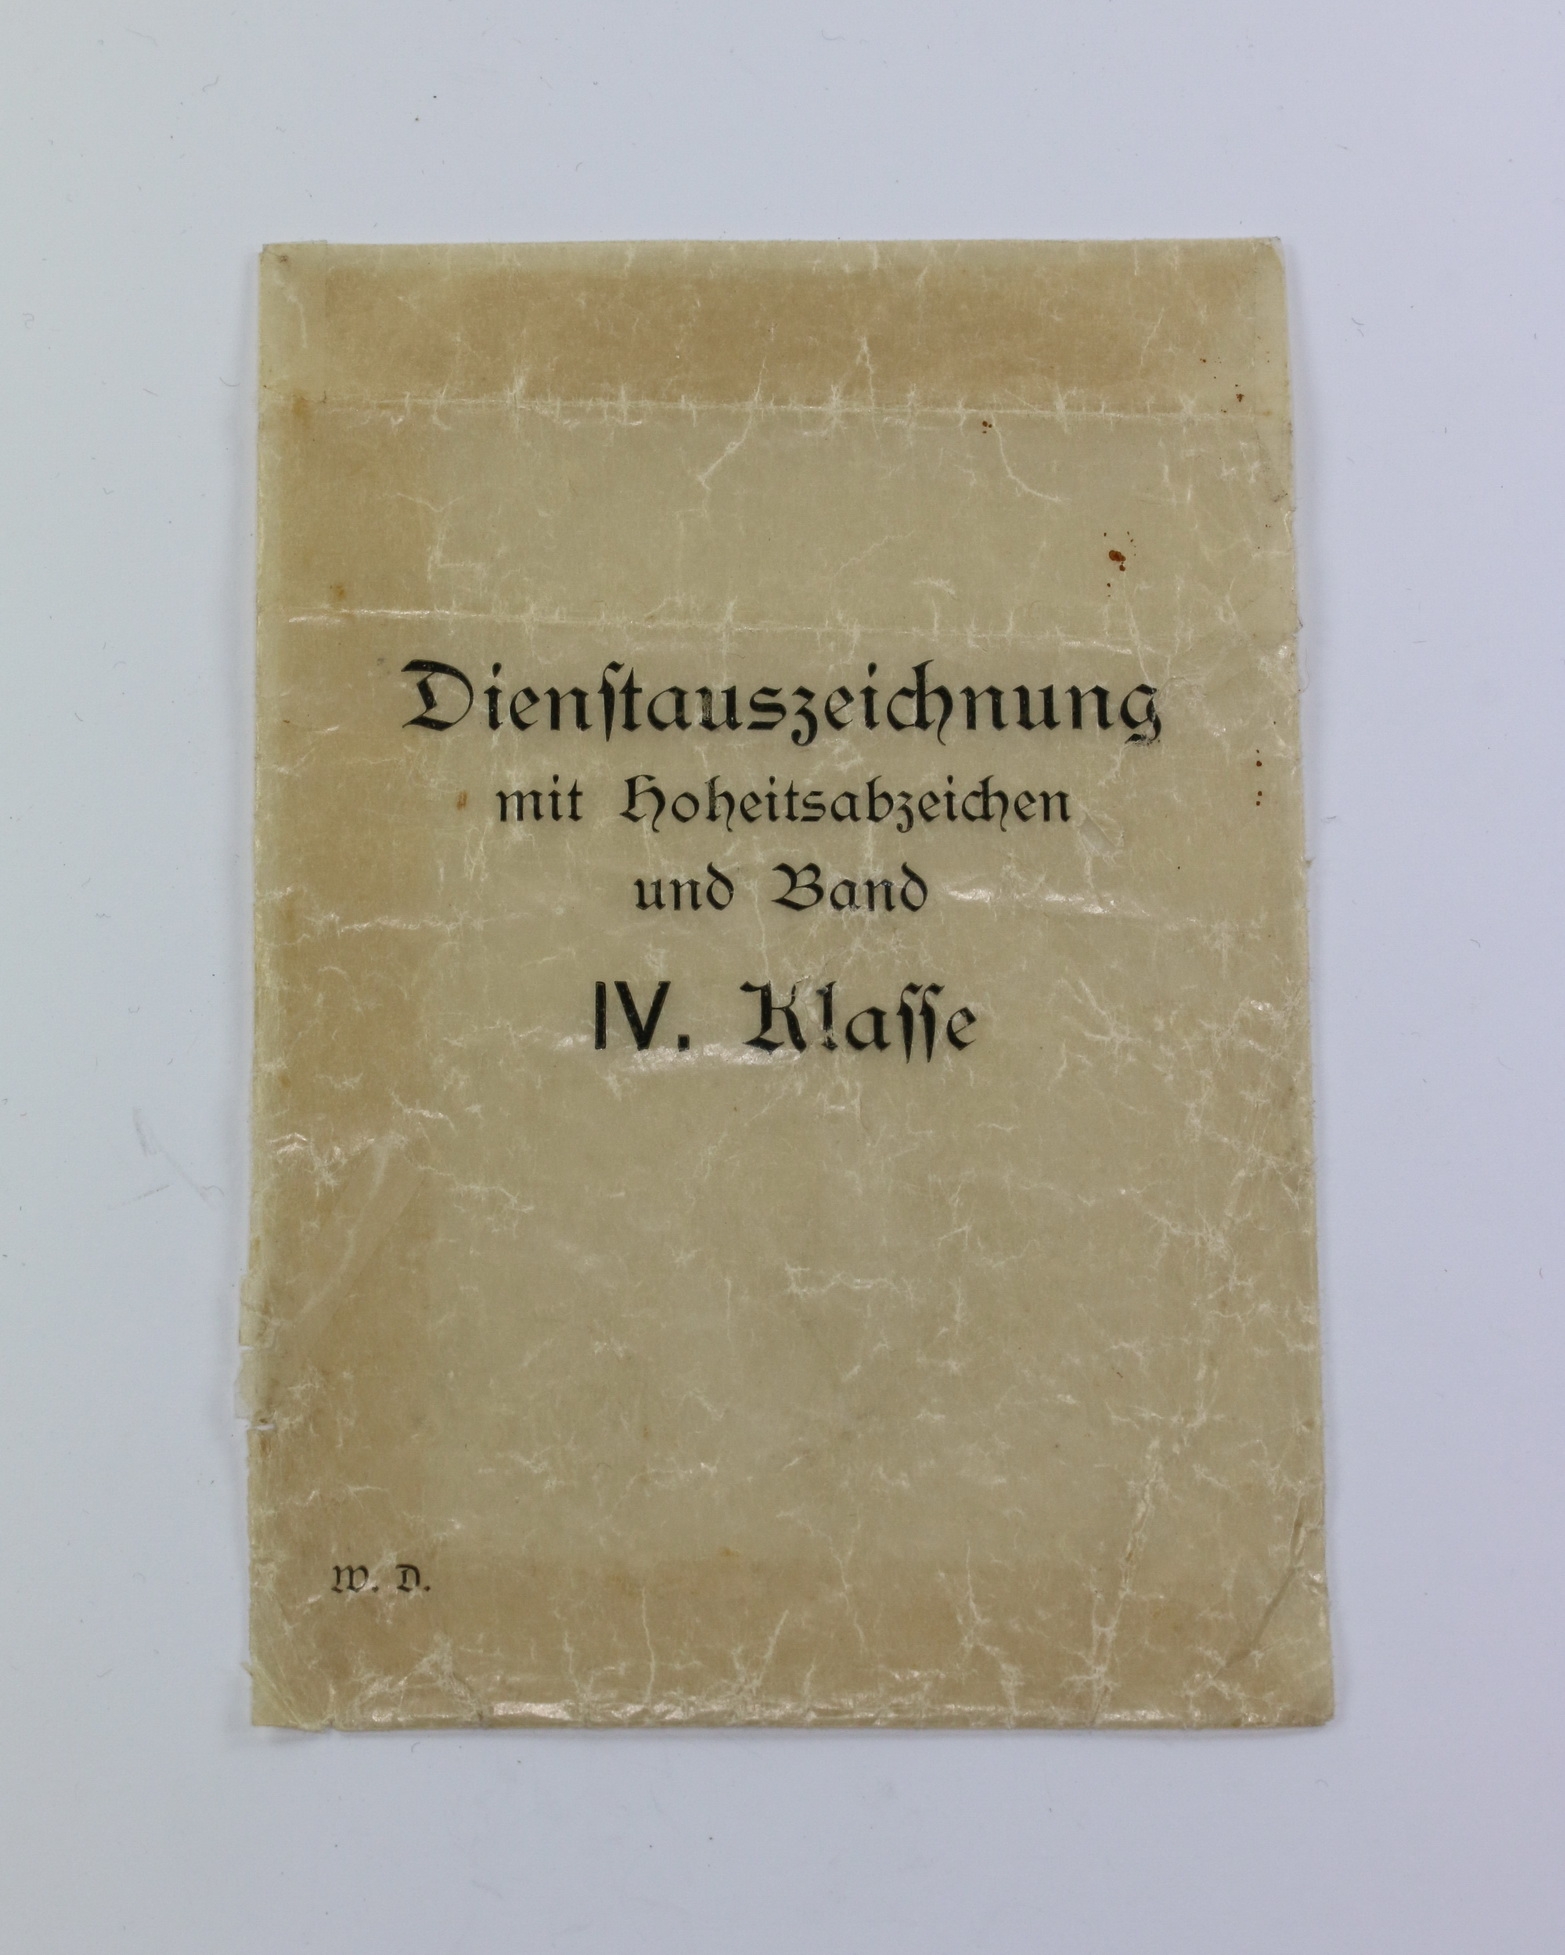 Dienſtauszeichnung
mit Hoheitsabzeichen
und Band
IV. Klaſſe
W. D.